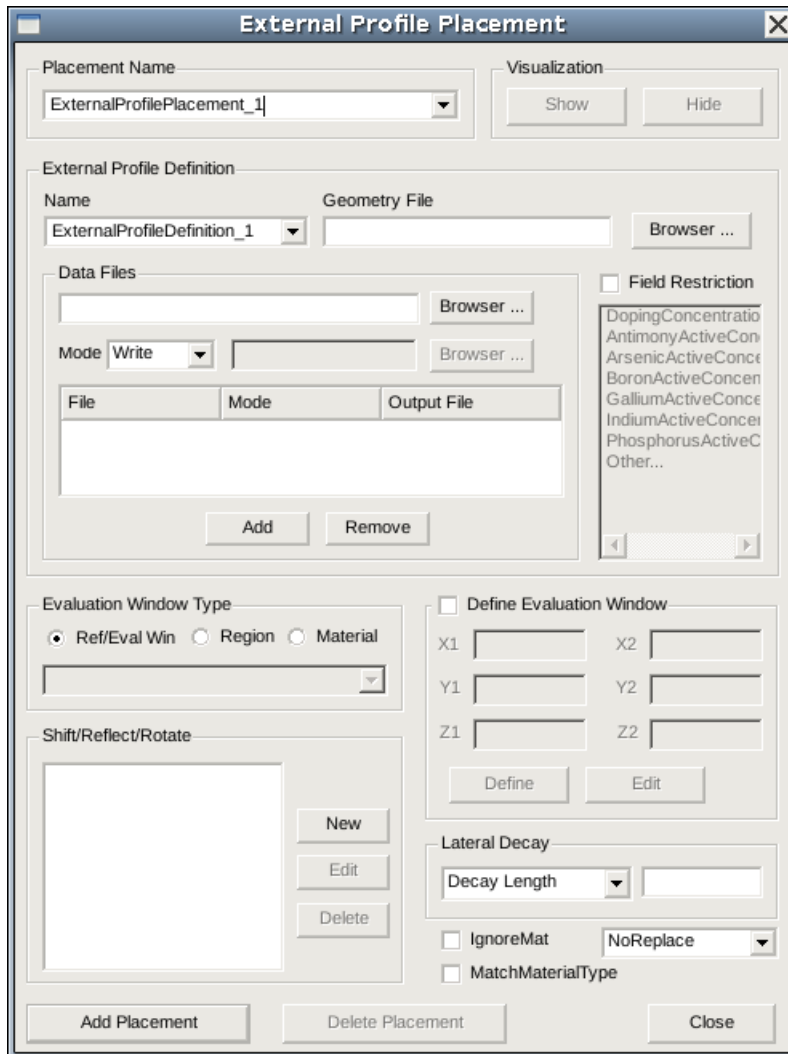 External Profile Placement
Placement Name
ExternalProfilePlacement_1
Visualization
Show Hide
External Profile Definition
Name Geometry File
ExternalProfileDefinition_1 Browser ...
Data Files
Browser ...
Mode Write Browser ...
File Mode Output File
Add Remove
Field Restriction
DopingConcentratio
AntimonyActiveCon
ArsenicActiveConce
BoronActiveConcen
GalliumActiveConce
IndiumActiveConcer
PhosphorusActiveC
Other...
Evaluation Window Type
Ref/Eval Win Region Material
Define Evaluation Window
X1 X2
Y1 Y2
Z1 Z2
Define Edit
Shift/Reflect/Rotate
New
Edit
Delete
Lateral Decay
Decay Length
IgnoreMat NoReplace
MatchMaterialType
Add Placement Delete Placement Close